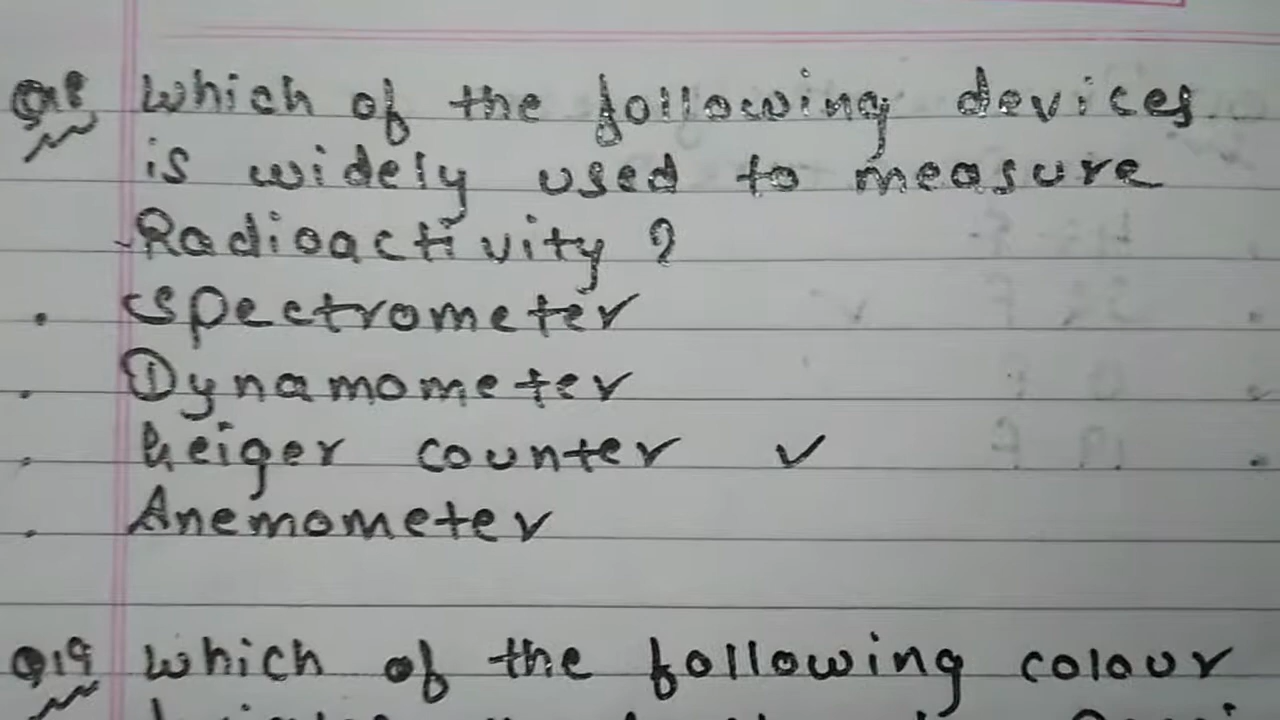 Q18 Which of the following devices
is widely used to measure
Radioactivity ?
Spectrometer
Dynamometer
Geiger counter ✓
Anemometer
Q19 Which of the following colour